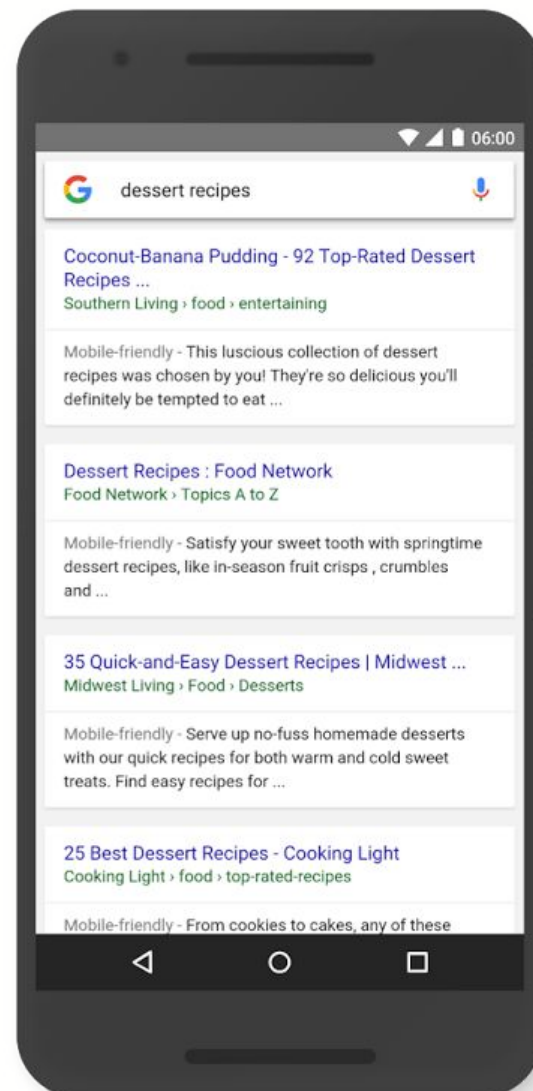 06:00
G dessert recipes
Coconut-Banana Pudding - 92 Top-Rated Dessert
Recipes ...
Southern Living › food › entertaining
Mobile-friendly - This luscious collection of dessert
recipes was chosen by you! They're so delicious you'll
definitely be tempted to eat ...
Dessert Recipes : Food Network
Food Network › Topics A to Z
Mobile-friendly - Satisfy your sweet tooth with springtime
dessert recipes, like in-season fruit crisps , crumbles
and ...
35 Quick-and-Easy Dessert Recipes | Midwest ...
Midwest Living › Food › Desserts
Mobile-friendly - Serve up no-fuss homemade desserts
with our quick recipes for both warm and cold sweet
treats. Find easy recipes for ...
25 Best Dessert Recipes - Cooking Light
Cooking Light › food › top-rated-recipes
Mobile-friendly - From cookies to cakes, any of these